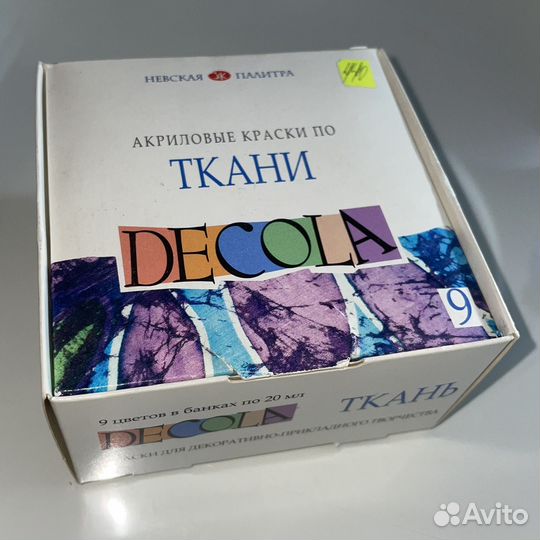 НЕВСКАЯ ПАЛИТРА
АКРИЛОВЫЕ КРАСКИ ПО
ТКАНИ
DECOLA
9
9 цветов в банках по 20 мл
DECOLA
ТКАНЬ
ДЛЯ ДЕКОРАТИВНО-ПРИКЛАДНОГО ТВОРЧЕСТВА
Avito